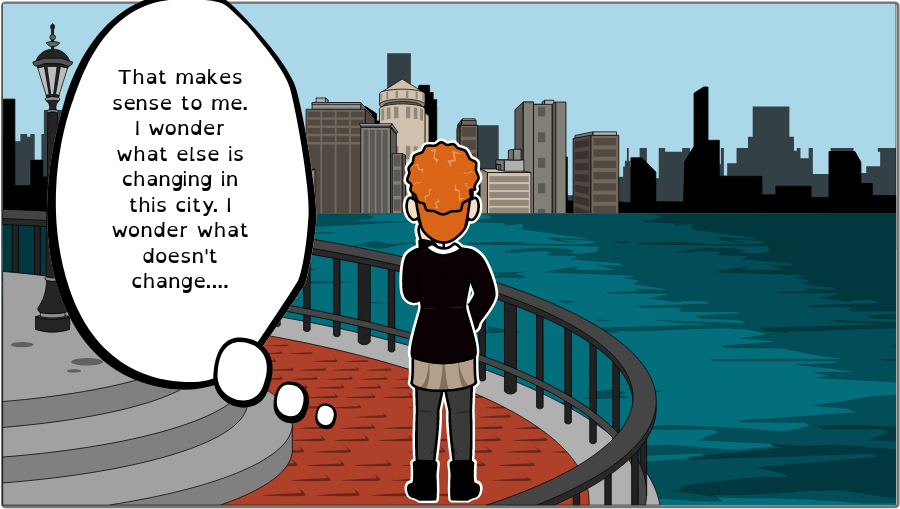 That makes
sense to me.
I wonder
what else is
changing in
this city. I
wonder what
doesn't
change....